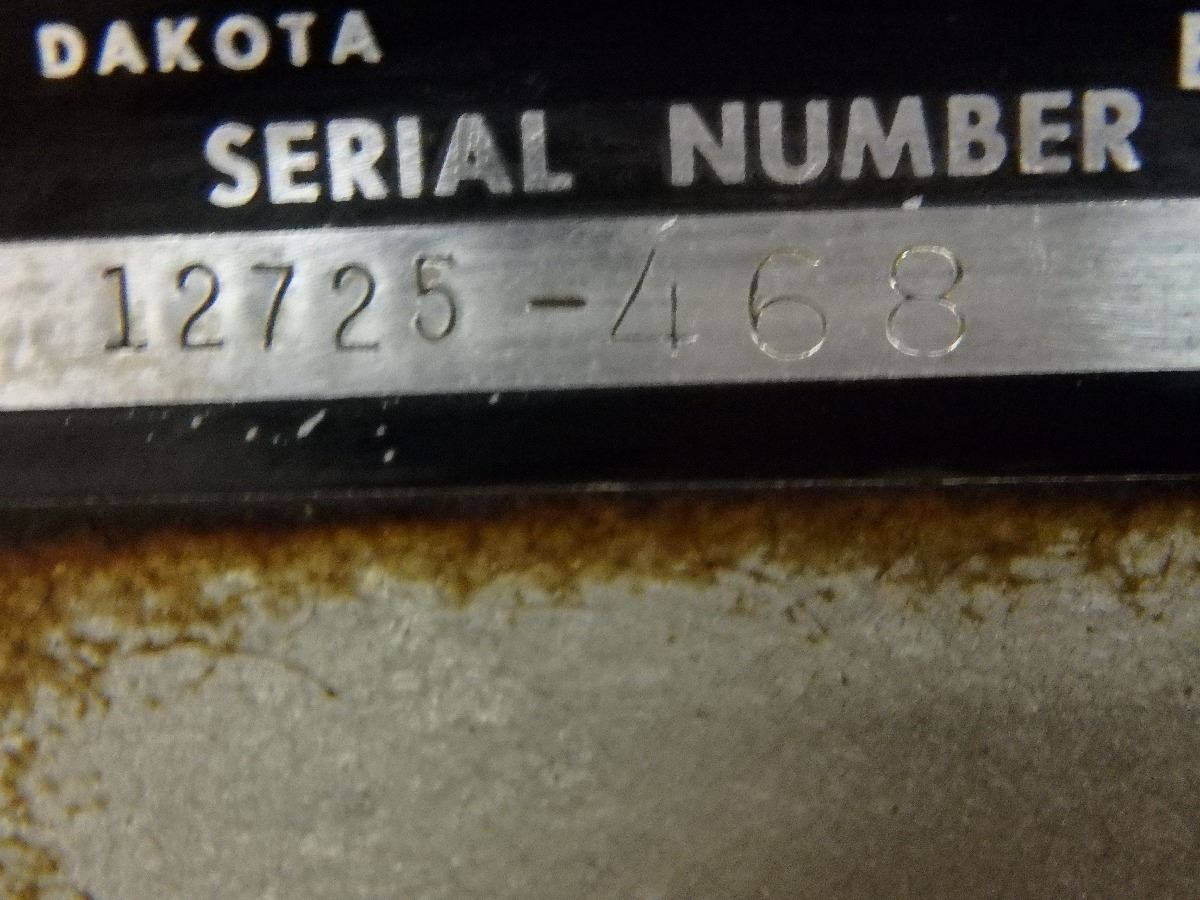 DAKOTA
SERIAL NUMBER
12725-468